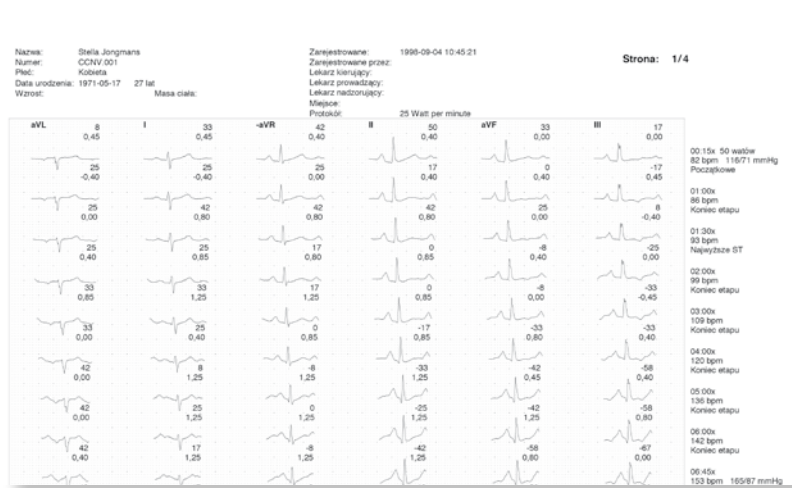 Nazwa: Stella Jongmans Zarejestrowane: 1998-09-04 10:45:21
Numer: CCNV.001 Zarejestrowane przez: Strona: 1/4
Płeć: Kobieta Lekarz kierujący:
Data urodzenia: 1971-05-17 27 lat Lekarz prowadzący:
Wzrost: Masa ciała: Lekarz nadzorujący:
Miejsce:
Protokół: 25 Watt per minute
aVL 8 I 33 -aVR 42 II 50 aVF 33 III 17
0,45 0,45 0,40 0,40 0,00 0,00
00:15x 50 watów
25 25 25 17 0 -17 82 bpm 116/71 mmHg
-0,40 -0,40 0,00 0,40 0,40 0,45 Początkowe
01:00x
25 42 42 42 25 8 86 bpm
0,00 0,80 0,80 0,80 0,00 -0,40 Koniec etapu
01:30x
25 25 17 0 -8 -25 93 bpm
0,40 0,85 0,80 0,85 0,40 0,00 Najwyższe ST
02:00x
33 33 17 0 -8 -33 99 bpm
0,85 1,25 1,25 0,85 0,00 -0,45 Koniec etapu
03:00x
33 25 0 -17 -33 -33 109 bpm
0,00 0,40 0,85 0,85 0,80 0,40 Koniec etapu
04:00x
42 8 -8 -33 -42 -58 120 bpm
0,00 1,25 1,25 1,25 0,45 0,40 Koniec etapu
05:00x
42 25 0 -25 -42 -58 136 bpm
0,00 1,25 1,25 1,25 1,25 0,80 Koniec etapu
06:00x
42 17 -8 -42 -58 -67 142 bpm
0,40 1,25 1,25 1,25 0,80 0,00 Koniec etapu
06:45x
153 bpm 165/87 mmHg